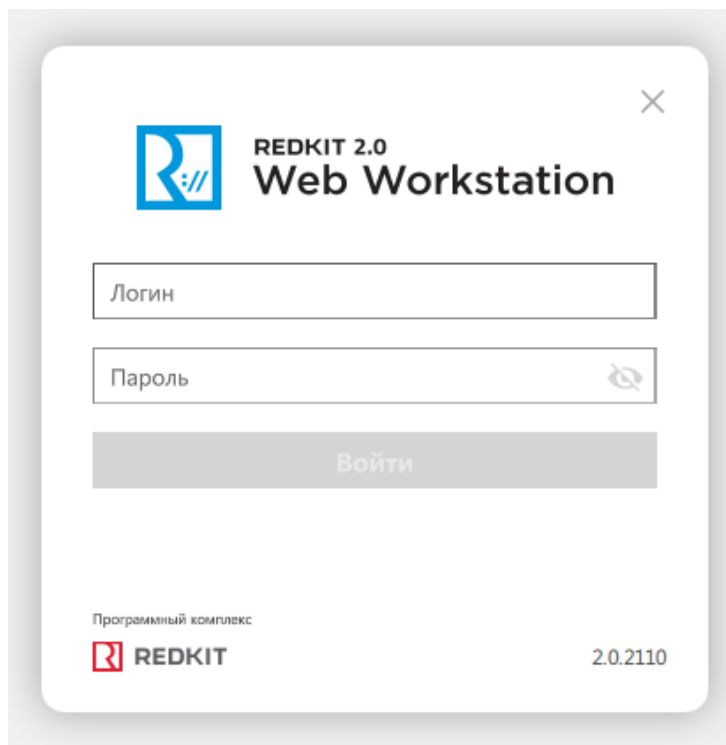 R://
REDKIT 2.0
Web Workstation
Логин
Пароль
Войти
Программный комплекс
REDKIT
2.0.2110